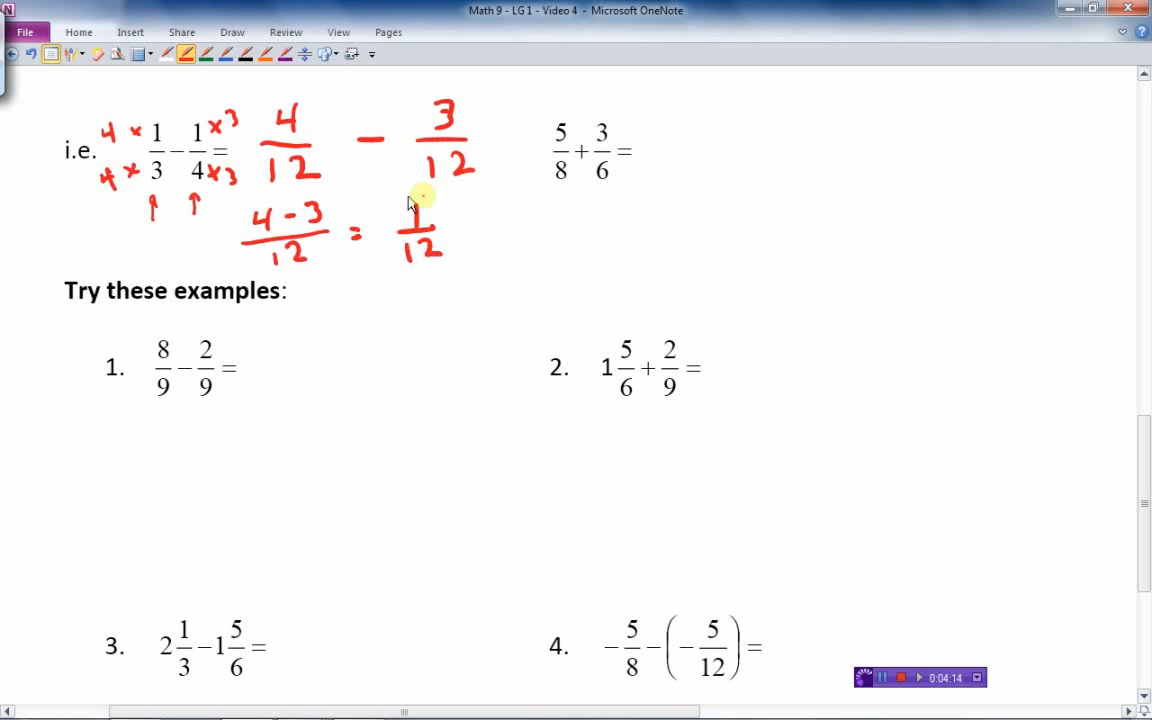 Math 9 - LG 1 - Video 4 - Microsoft OneNote
File Home Insert Share Draw Review View Pages
i.e. 4 × 1/3 4 × − 1/4 ×3 ×3 = 4/12 − 3/12
5/8 + 3/6 =
4 - 3/12 = 1/12
Try these examples:
1. 8/9 − 2/9 =
2. 1 5/6 + 2/9 =
3. 2 1/3 − 1 5/6 =
4. − 5/8 − (− 5/12) =
0:04:14